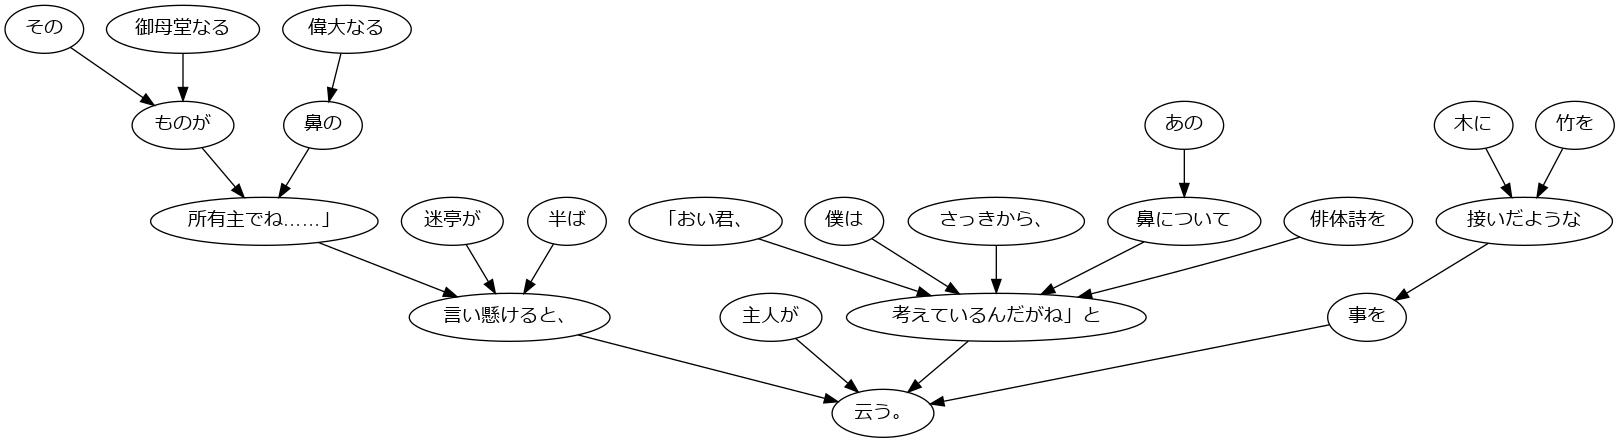 その
御母堂なる
偉大なる
ものが
鼻の
あの
木に
竹を
所有主でね……」
迷亭が
半ば
「おい君、
僕は
さっきから、
鼻について
俳体詩を
接いだような
言い懸けると、
主人が
考えているんだがね」と
事を
云う。